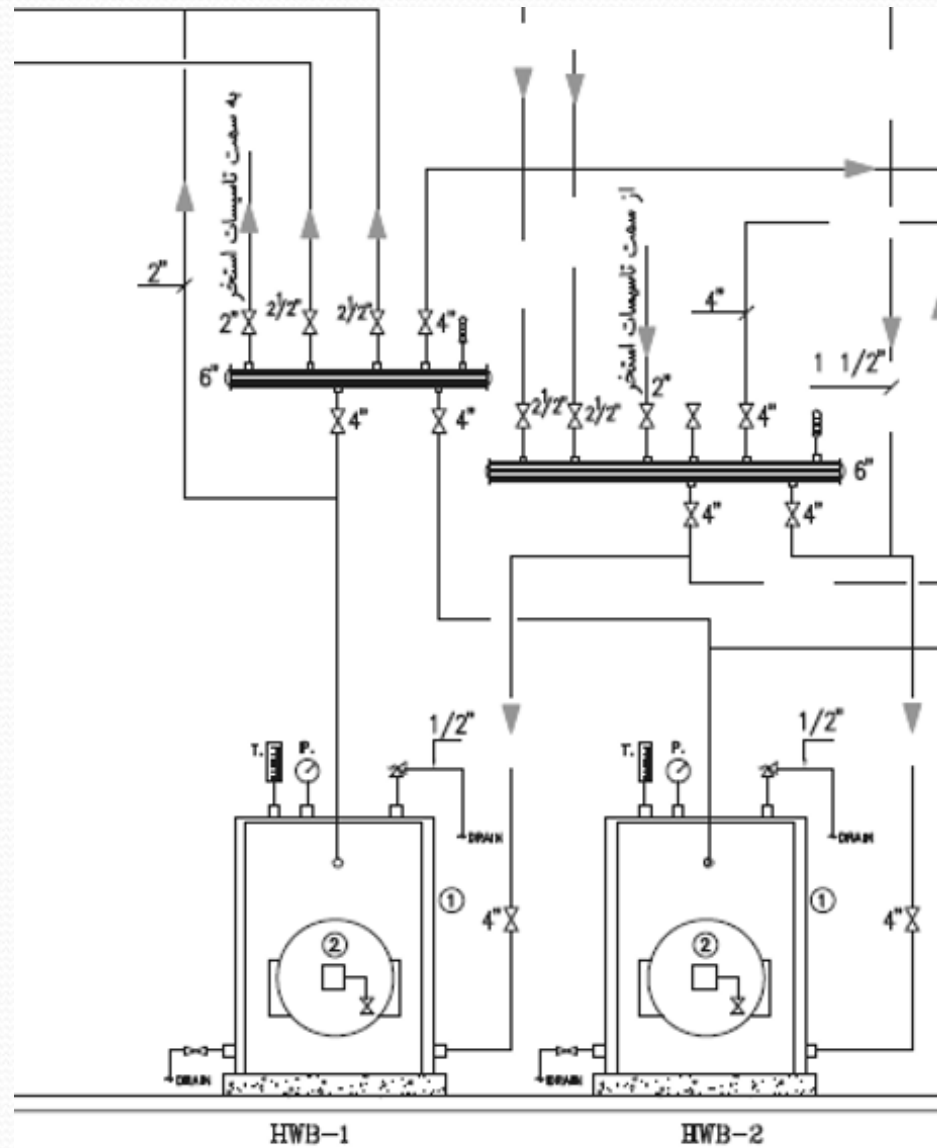 به سمت تاسیسات استخر
از سمت تاسیسات استخر
2"
4"
1 1/2"
2"
2 1/2"
2 1/2"
4"
6"
4"
4"
2 1/2"
2 1/2"
2"
4"
6"
4"
4"
1/2"
1/2"
T.
P.
T.
P.
DRAIN
DRAIN
1
1
4"
4"
2
2
DRAIN
DRAIN
HWB-1
HWB-2